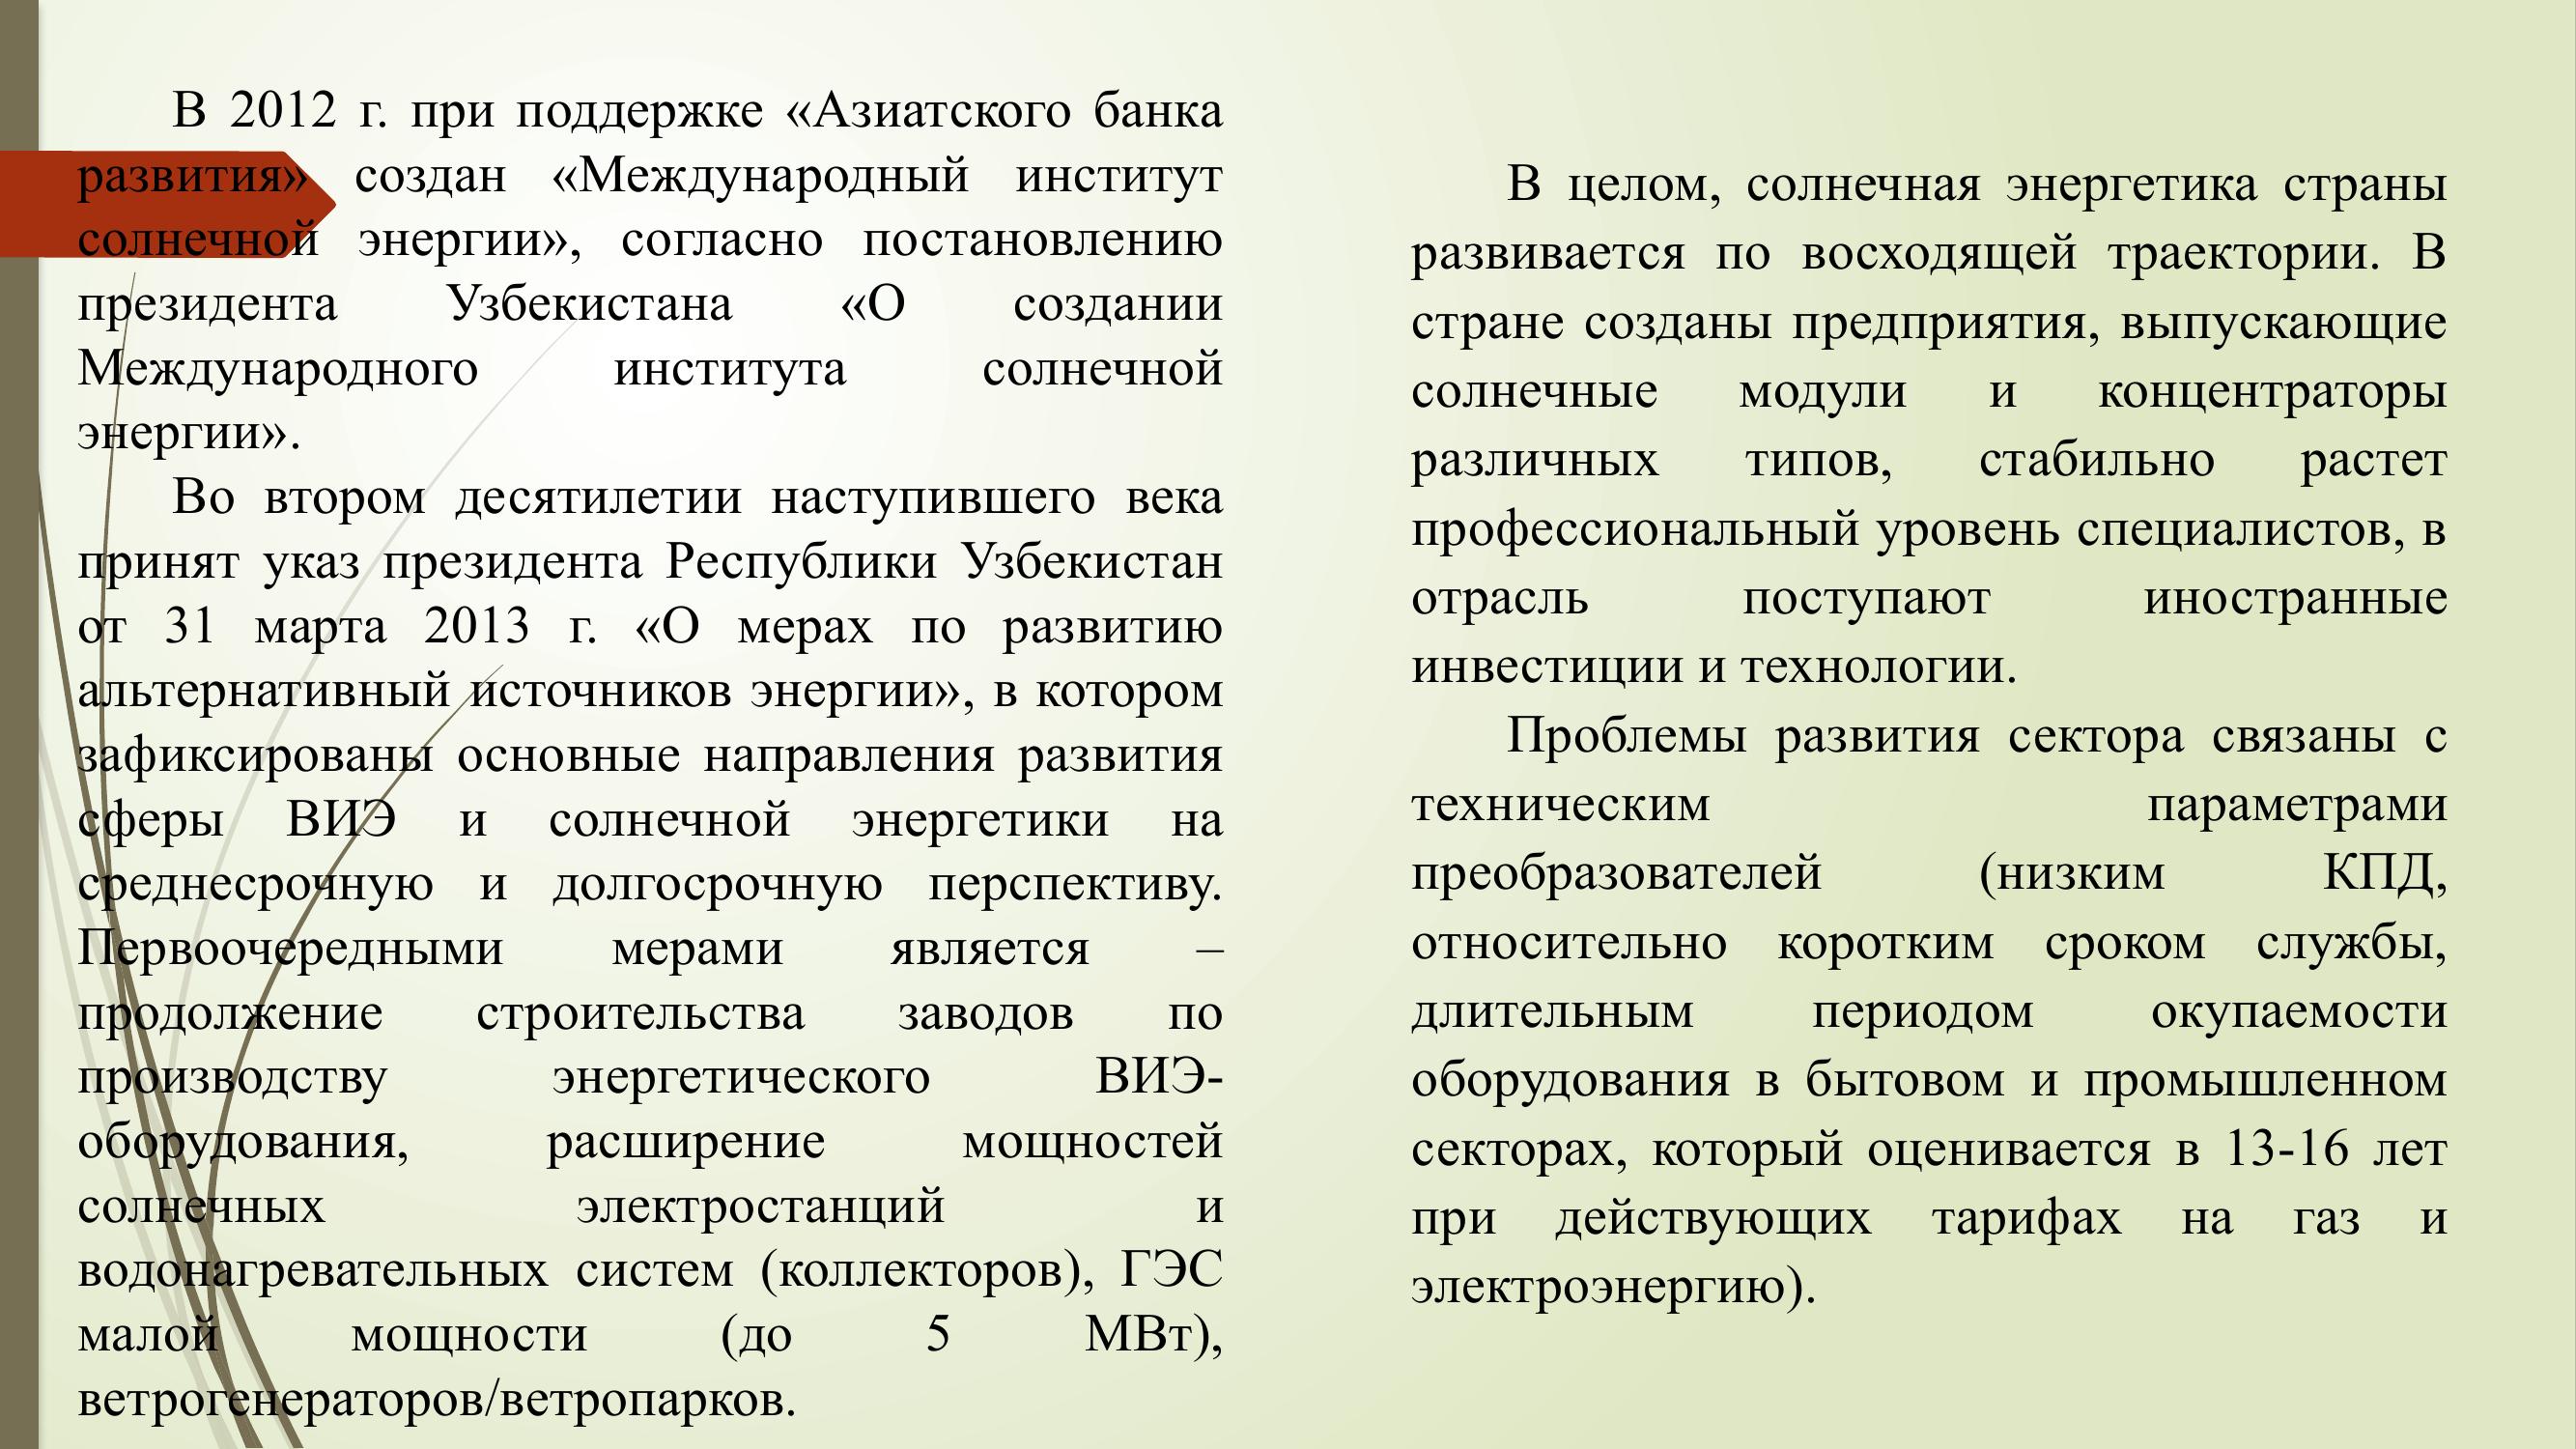 В 2012 г. при поддержке «Азиатского банка
развития» создан «Международный институт
солнечной энергии», согласно постановлению
президента Узбекистана «О создании
Международного института солнечной
энергии».
Во втором десятилетии наступившего века
принят указ президента Республики Узбекистан
от 31 марта 2013 г. «О мерах по развитию
альтернативный источников энергии», в котором
зафиксированы основные направления развития
сферы ВИЭ и солнечной энергетики на
среднесрочную и долгосрочную перспективу.
Первоочередными мерами является –
продолжение строительства заводов по
производству энергетического ВИЭ-
оборудования, расширение мощностей
солнечных электростанций и
водонагревательных систем (коллекторов), ГЭС
малой мощности (до 5 МВт),
ветрогенераторов/ветропарков.
В целом, солнечная энергетика страны
развивается по восходящей траектории. В
стране созданы предприятия, выпускающие
солнечные модули и концентраторы
различных типов, стабильно растет
профессиональный уровень специалистов, в
отрасль поступают иностранные
инвестиции и технологии.
Проблемы развития сектора связаны с
техническим параметрами
преобразователей (низким КПД,
относительно коротким сроком службы,
длительным периодом окупаемости
оборудования в бытовом и промышленном
секторах, который оценивается в 13-16 лет
при действующих тарифах на газ и
электроэнергию).